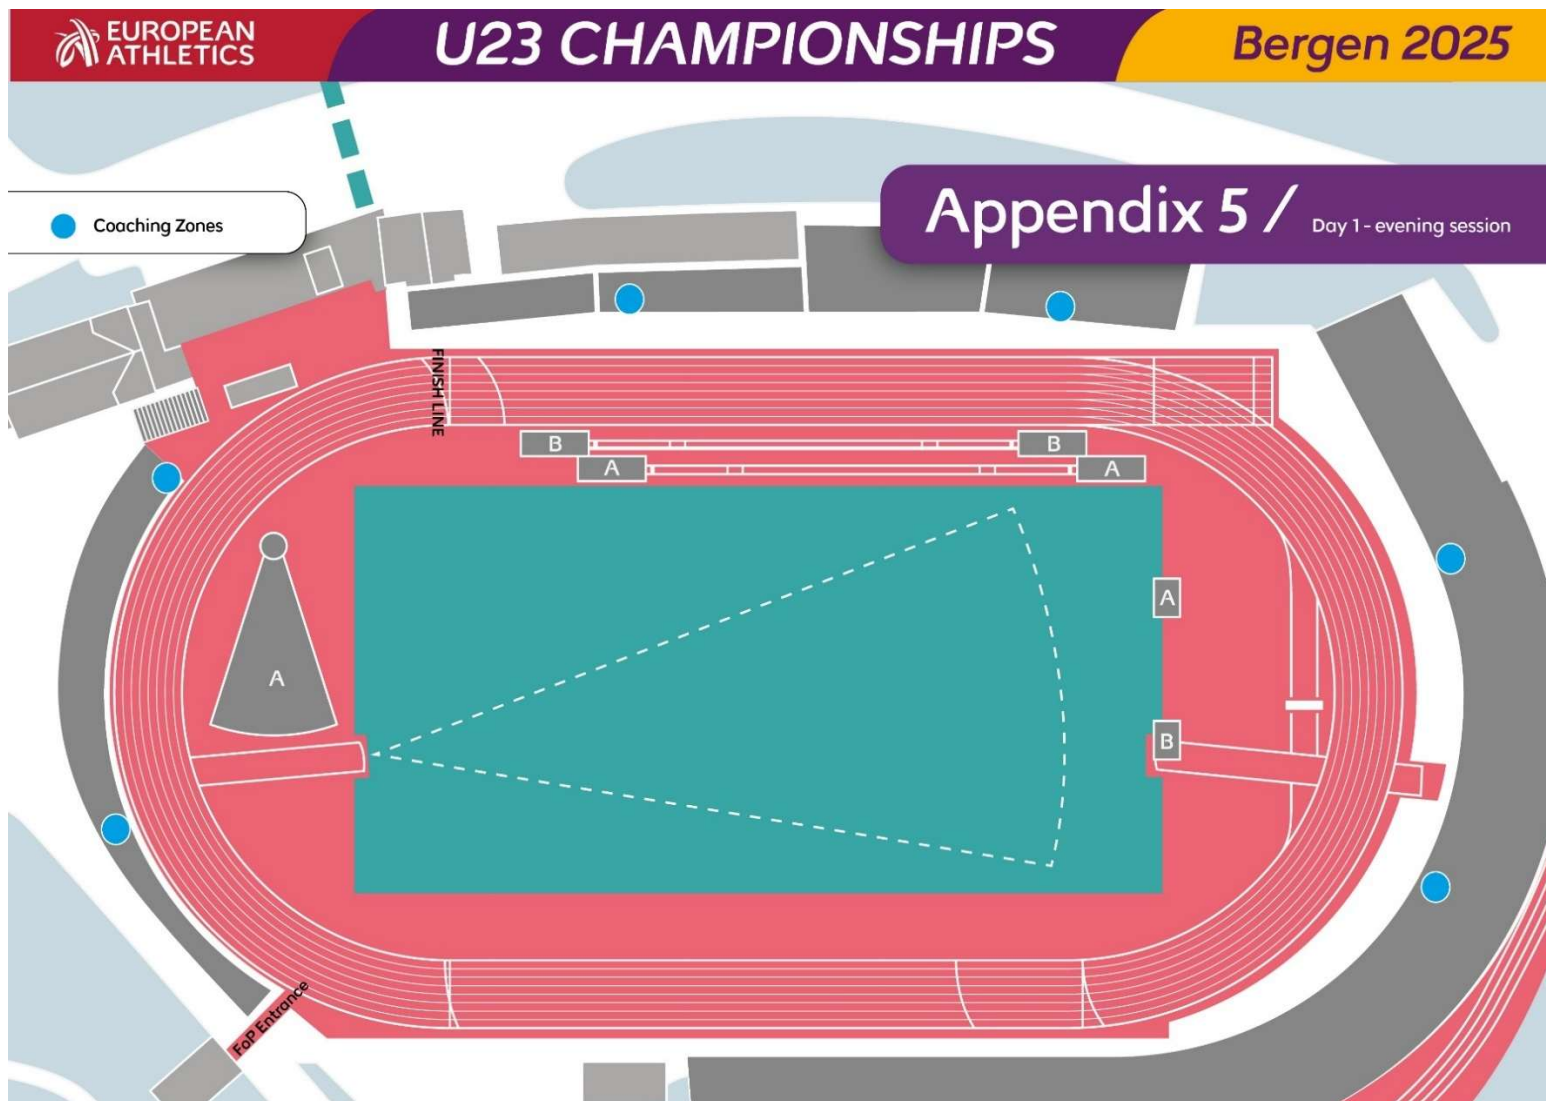 EUROPEAN
ATHLETICS
U23 CHAMPIONSHIPS
Bergen 2025
Appendix 5 / Day 1 - evening session
Coaching Zones
FINISH LINE
B
B
A
A
A
A
B
FoP Entrance